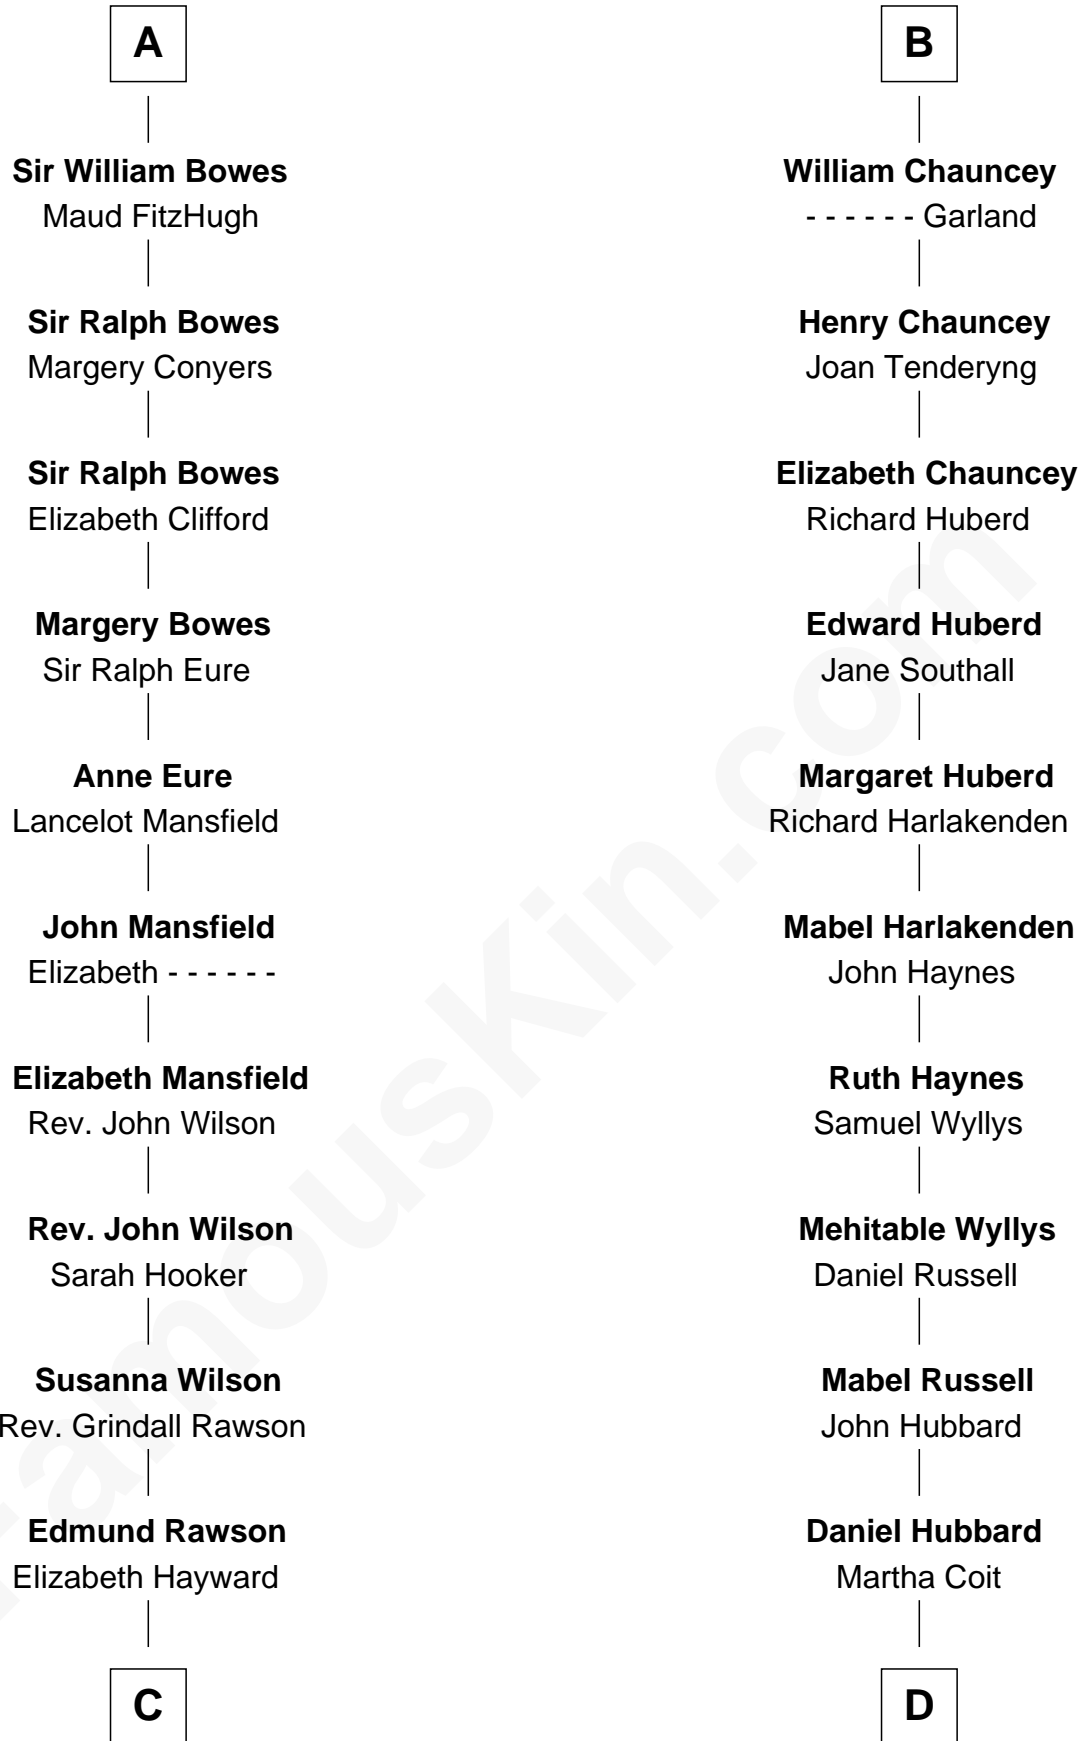 A
Sir William Bowes
Maud FitzHugh
Sir Ralph Bowes
Margery Conyers
Sir Ralph Bowes
Elizabeth Clifford
Margery Bowes
Sir Ralph Eure
Anne Eure
Lancelot Mansfield
John Mansfield
Elizabeth - - - - - -
Elizabeth Mansfield
Rev. John Wilson
Rev. John Wilson
Sarah Hooker
Susanna Wilson
Rev. Grindall Rawson
Edmund Rawson
Elizabeth Hayward
C
B
William Chauncey
- - - - - - Garland
Henry Chauncey
Joan Tenderyng
Elizabeth Chauncey
Richard Huberd
Edward Huberd
Jane Southall
Margaret Huberd
Richard Harlakenden
Mabel Harlakenden
John Haynes
Ruth Haynes
Samuel Wyllys
Mehitable Wyllys
Daniel Russell
Mabel Russell
John Hubbard
Daniel Hubbard
Martha Coit
D
FamousKin.com